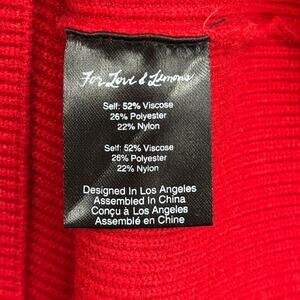 For Love & Lemons
Self: 52% Viscose
26% Polyester
22% Nylon
Self: 52% Viscose
26% Polyester
22% Nylon
Designed In Los Angeles
Assembled In China
Conçu à Los Angeles
Assemblé en Chine